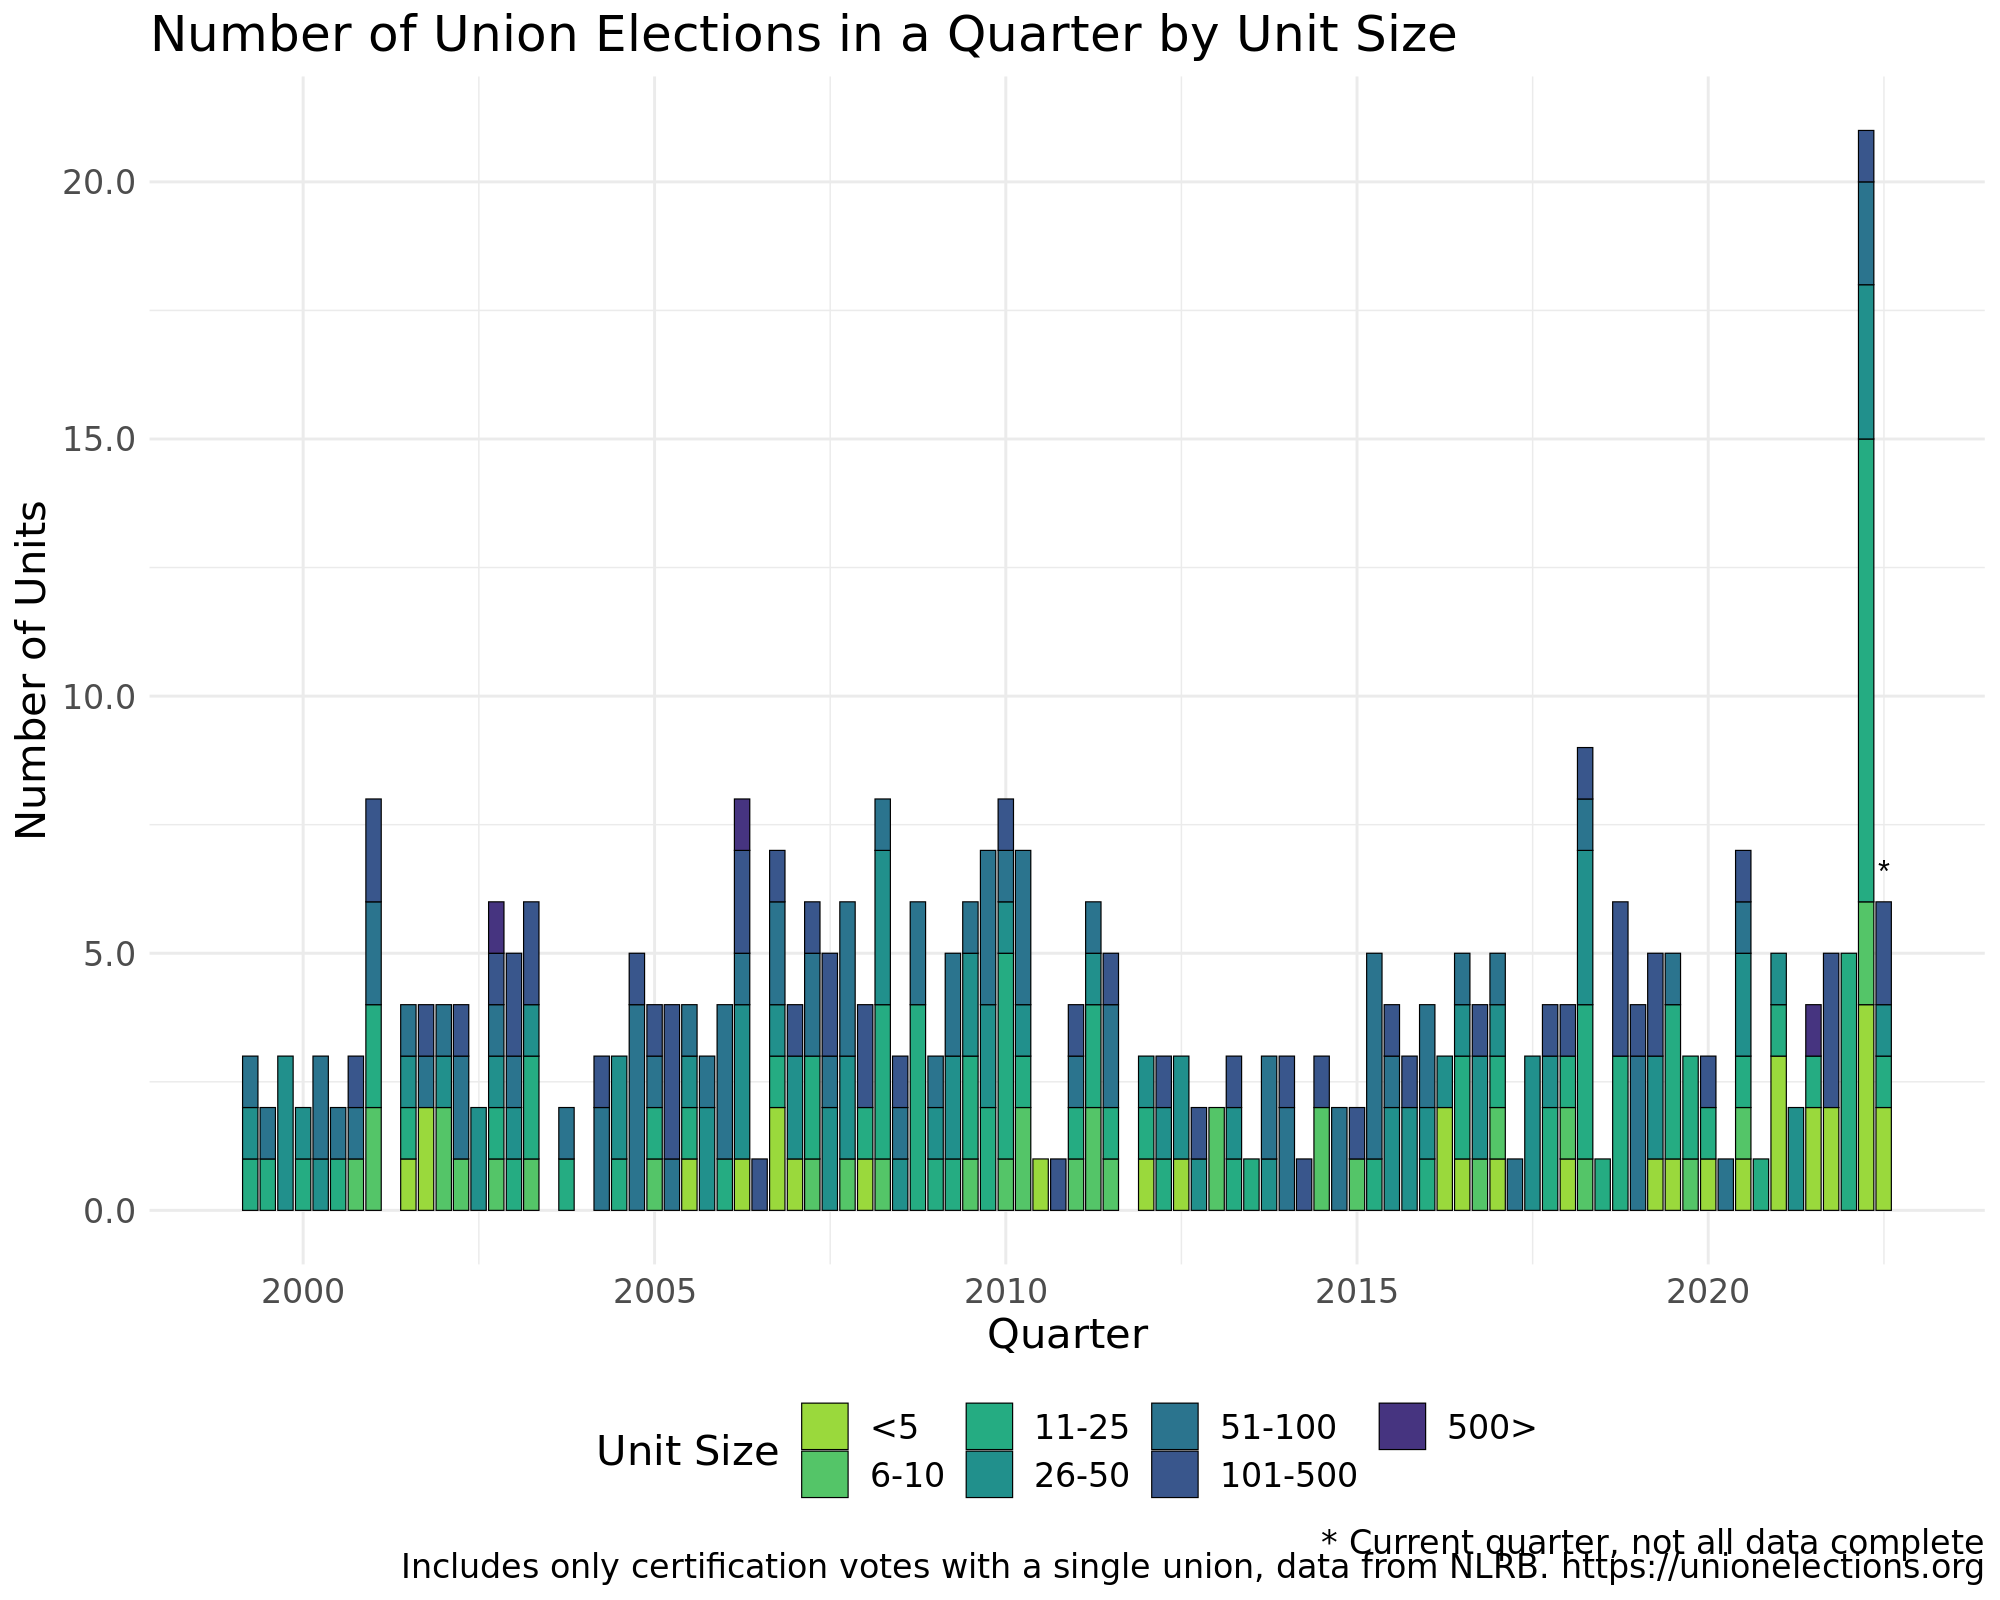 Number of Union Elections in a Quarter by Unit Size
Number of Units
20.0
15.0
10.0
5.0
0.0
*
2000 2005 2010 2015 2020
Quarter
Unit Size
<5 11-25 51-100 500>
6-10 26-50 101-500
* Current quarter, not all data complete
Includes only certification votes with a single union, data from NLRB. https://unionelections.org